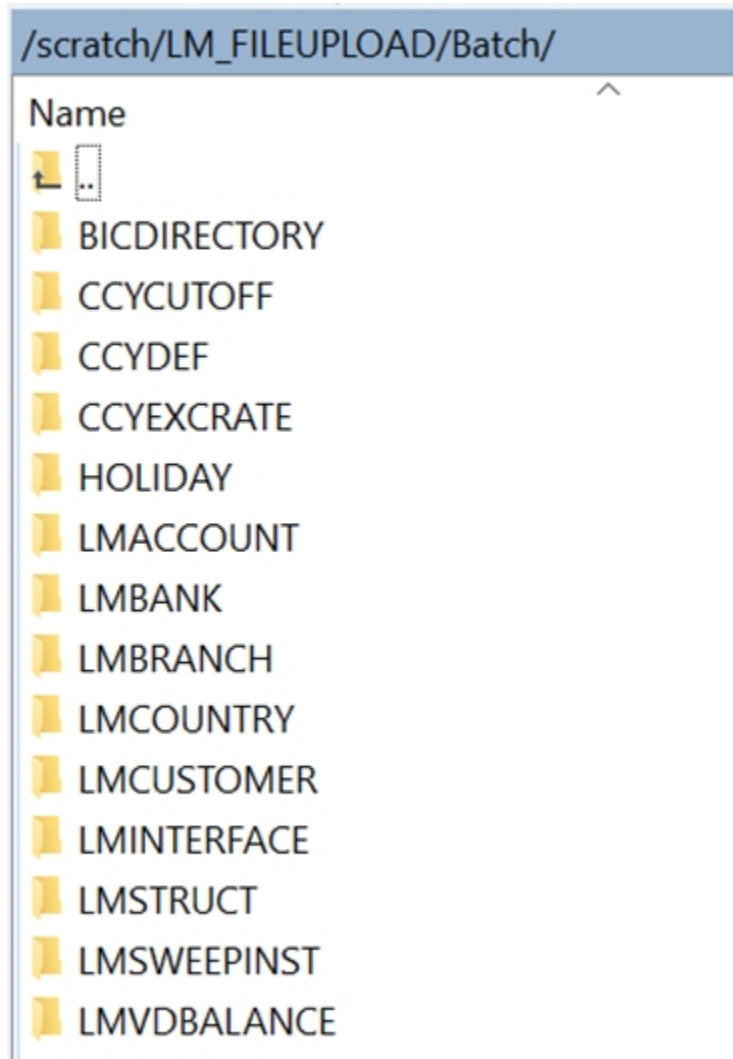 /scratch/LM_FILEUPLOAD/Batch/
Name
..
BICDIRECTORY
CCYCUTOFF
CCYDEF
CCYEXCRATE
HOLIDAY
LMACCOUNT
LMBANK
LMBRANCH
LMCOUNTRY
LMCUSTOMER
LMINTERFACE
LMSTRUCT
LMSWEEPINST
LMVDBALANCE